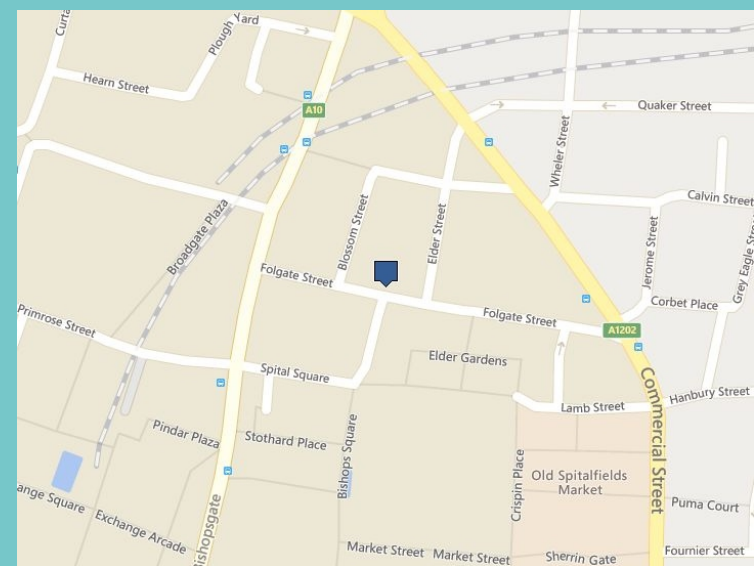 Curta
Plough Yard
Hearn Street
A10
Quaker Street
Wheler Street
Calvin Street
Blossom Street
Elder Street
Broadgate Plaza
Jerome Street
Grey Eagle Stre
Folgate Street
Folgate Street
Corbet Place
A1202
Primrose Street
Elder Gardens
Spital Square
Commercial Street
Hanbury Street
Lamb Street
Pindar Plaza
Stothard Place
Bishops Square
Crispin Place
Old Spitalfields
Market
ange Square
Exchange Arcade
Bishopsgate
Puma Court
Market Street
Market Street
Sherrin Gate
Fournier Street